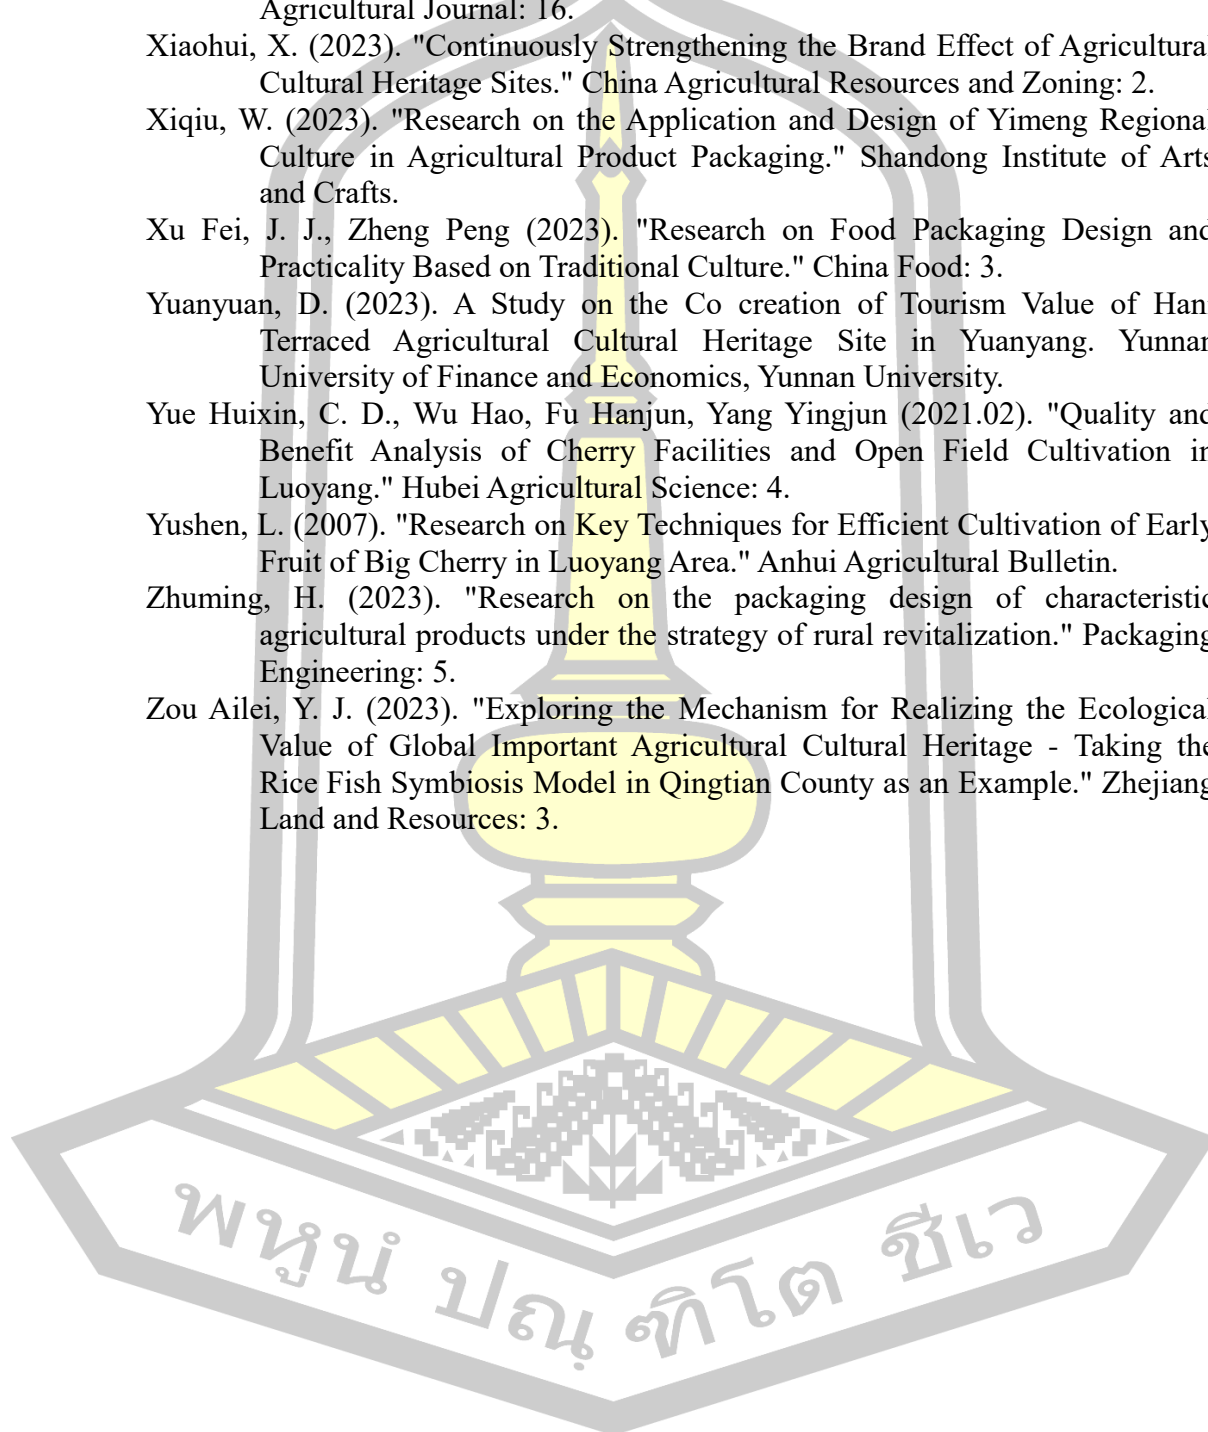 Agricultural Journal: 16.
Xiaohui, X. (2023). "Continuously Strengthening the Brand Effect of Agricultural
Cultural Heritage Sites." China Agricultural Resources and Zoning: 2.
Xiqiu, W. (2023). "Research on the Application and Design of Yimeng Regional
Culture in Agricultural Product Packaging." Shandong Institute of Arts
and Crafts.
Xu Fei, J. J., Zheng Peng (2023). "Research on Food Packaging Design and
Practicality Based on Traditional Culture." China Food: 3.
Yuanyuan, D. (2023). A Study on the Co creation of Tourism Value of Hani
Terraced Agricultural Cultural Heritage Site in Yuanyang. Yunnan
University of Finance and Economics, Yunnan University.
Yue Huixin, C. D., Wu Hao, Fu Hanjun, Yang Yingjun (2021.02). "Quality and
Benefit Analysis of Cherry Facilities and Open Field Cultivation in
Luoyang." Hubei Agricultural Science: 4.
Yushen, L. (2007). "Research on Key Techniques for Efficient Cultivation of Early
Fruit of Big Cherry in Luoyang Area." Anhui Agricultural Bulletin.
Zhuming, H. (2023). "Research on the packaging design of characteristic
agricultural products under the strategy of rural revitalization." Packaging
Engineering: 5.
Zou Ailei, Y. J. (2023). "Exploring the Mechanism for Realizing the Ecological
Value of Global Important Agricultural Cultural Heritage - Taking the
Rice Fish Symbiosis Model in Qingtian County as an Example." Zhejiang
Land and Resources: 3.
พหูนํ ปณฺฑิโต ชีเว